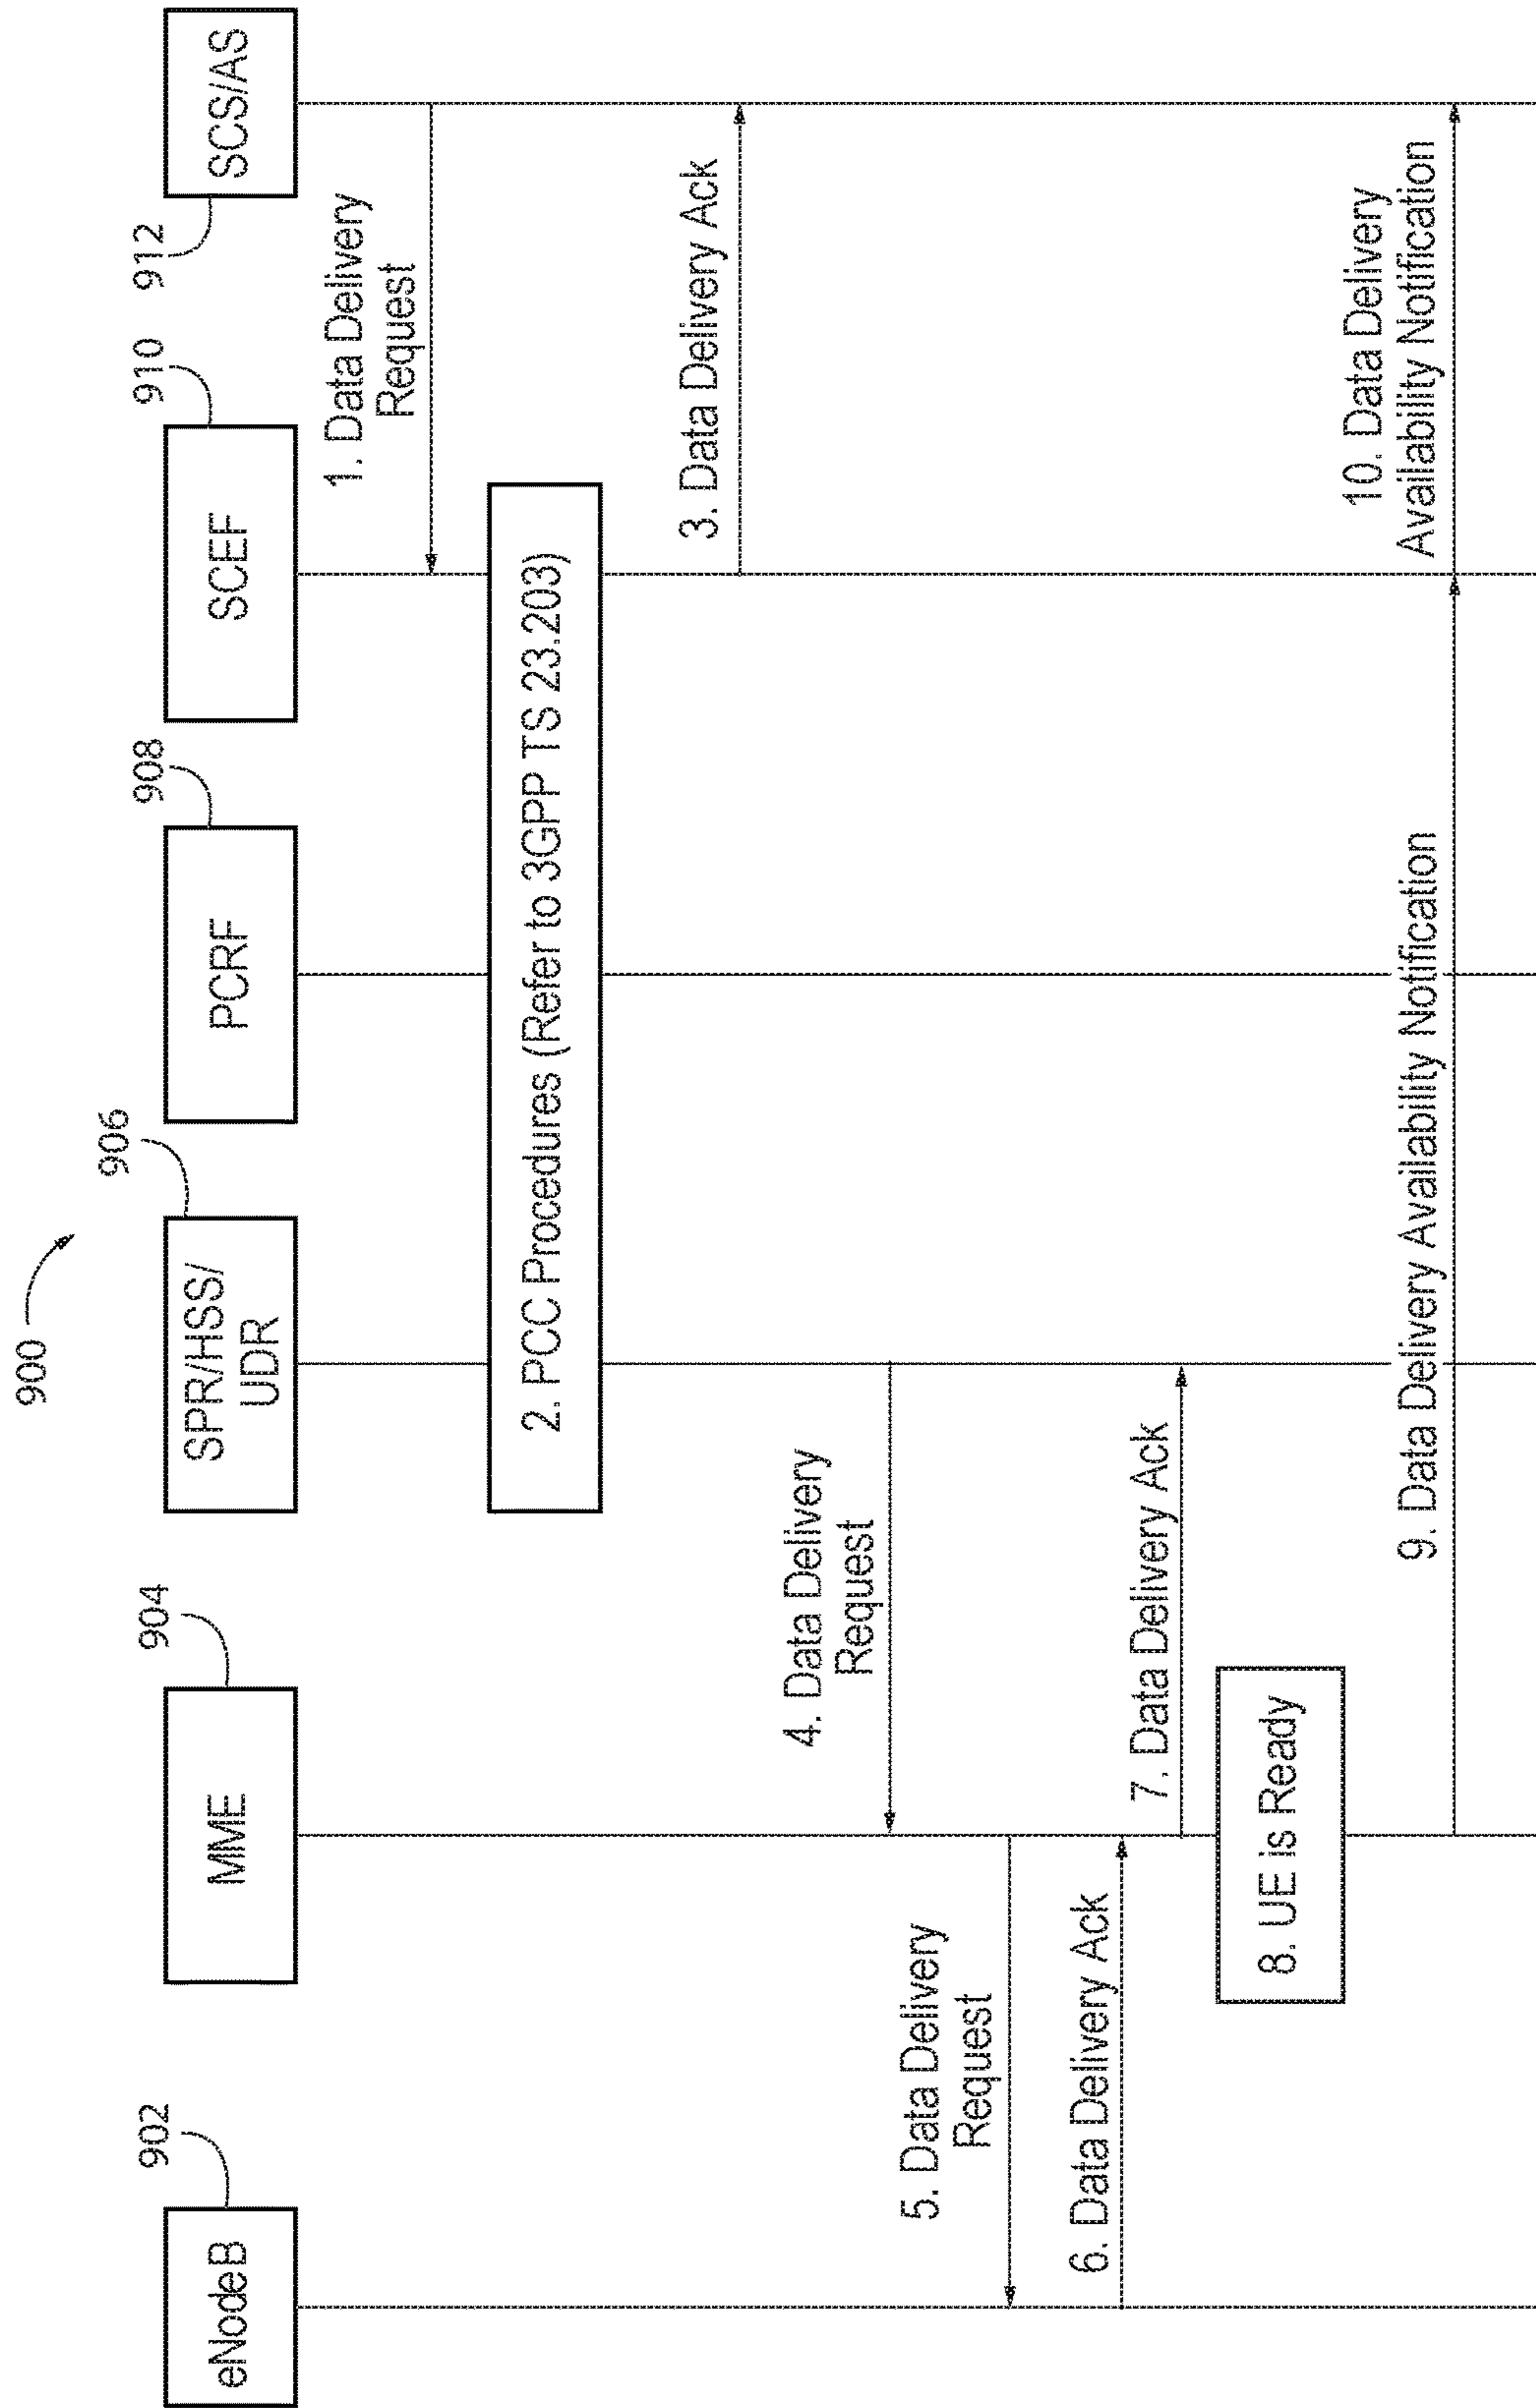 900
902
904
906
908
910
912
eNodeB
MME
SPR/HSS/
UDR
PCRF
SCEF
SCS/AS
1. Data Delivery
Request
2. PCC Procedures (Refer to 3GPP TS 23.203)
3. Data Delivery Ack
4. Data Delivery
Request
5. Data Delivery
Request
6. Data Delivery Ack
7. Data Delivery Ack
8. UE is Ready
9. Data Delivery Availability Notification
10. Data Delivery
Availability Notification